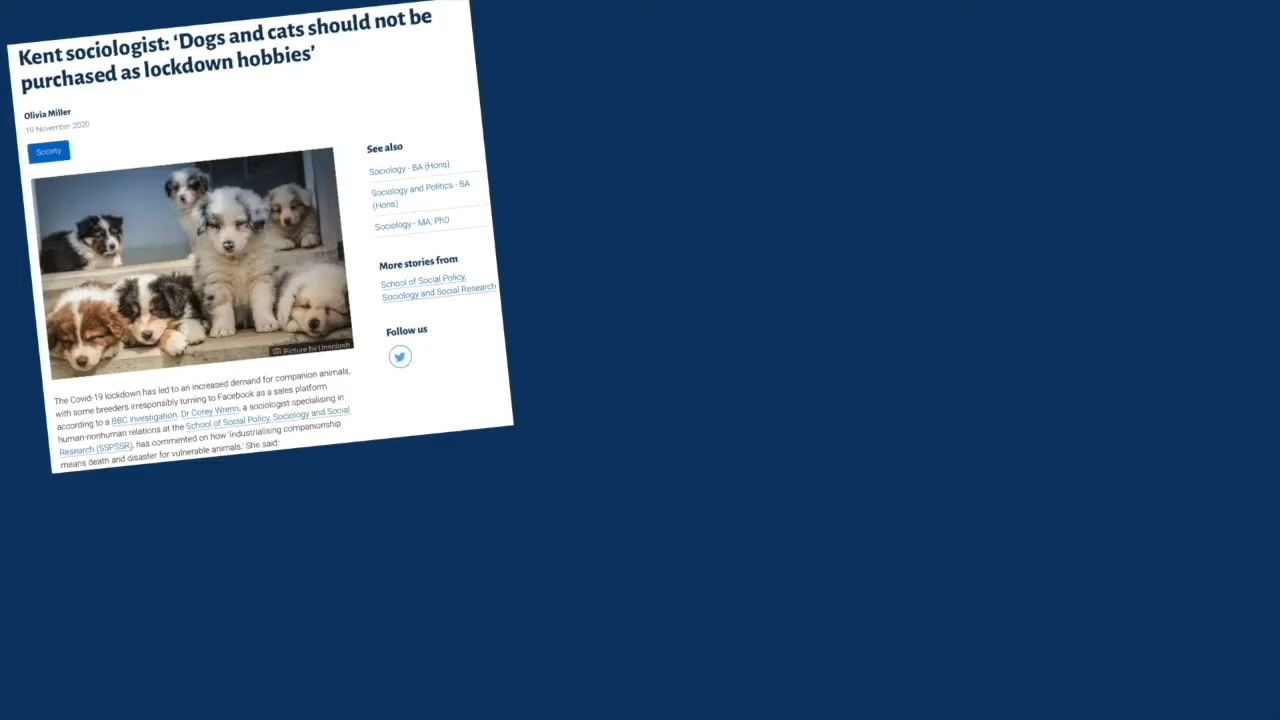 Kent sociologist: ‘Dogs and cats should not be
purchased as lockdown hobbies’
Olivia Miller
19 November 2020
Society
Picture by Unsplash
The Covid-19 lockdown has led to an increased demand for companion animals,
with some breeders irresponsibly turning to Facebook as a sales platform
according to a BBC investigation. Dr Corey Wrenn, a sociologist specialising in
human-nonhuman relations at the School of Social Policy, Sociology and Social
Research (SSPSSR), has commented on how ‘industrialising companionship
means death and disaster for vulnerable animals.’ She said:
See also
Sociology - BA (Hons)
Sociology and Politics - BA
(Hons)
Sociology - MA, PhD
More stories from
School of Social Policy,
Sociology and Social Research
Follow us